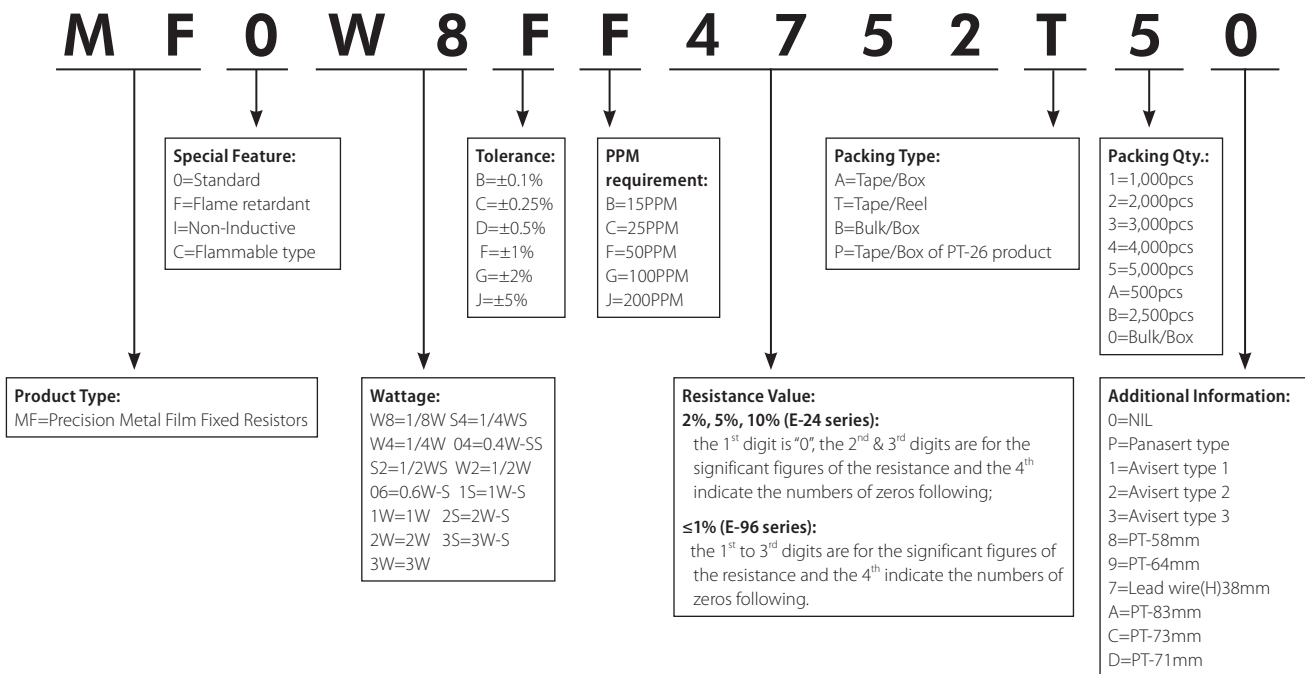 M F 0 W 8 F F 4 7 5 2 T 5 0
Special Feature:
0=Standard
F=Flame retardant
I=Non-Inductive
C=Flammable type
Tolerance:
B=±0.1%
C=±0.25%
D=±0.5%
F=±1%
G=±2%
J=±5%
PPM
requirement:
B=15PPM
C=25PPM
F=50PPM
G=100PPM
J=200PPM
Packing Type:
A=Tape/Box
T=Tape/Reel
B=Bulk/Box
P=Tape/Box of PT-26 product
Packing Qty.:
1=1,000pcs
2=2,000pcs
3=3,000pcs
4=4,000pcs
5=5,000pcs
A=500pcs
B=2,500pcs
0=Bulk/Box
Product Type:
MF=Precision Metal Film Fixed Resistors
Wattage:
W8=1/8W S4=1/4WS
W4=1/4W 04=0.4W-SS
S2=1/2WS W2=1/2W
06=0.6W-S 1S=1W-S
1W=1W 2S=2W-S
2W=2W 3S=3W-S
3W=3W
Resistance Value:
2%, 5%, 10% (E-24 series):
the 1st digit is "0", the 2nd & 3rd digits are for the
significant figures of the resistance and the 4th
indicate the numbers of zeros following;
≤1% (E-96 series):
the 1st to 3rd digits are for the significant figures of
the resistance and the 4th indicate the numbers of
zeros following.
Additional Information:
0=NIL
P=Panasert type
1=Avisert type 1
2=Avisert type 2
3=Avisert type 3
8=PT-58mm
9=PT-64mm
7=Lead wire(H)38mm
A=PT-83mm
C=PT-73mm
D=PT-71mm